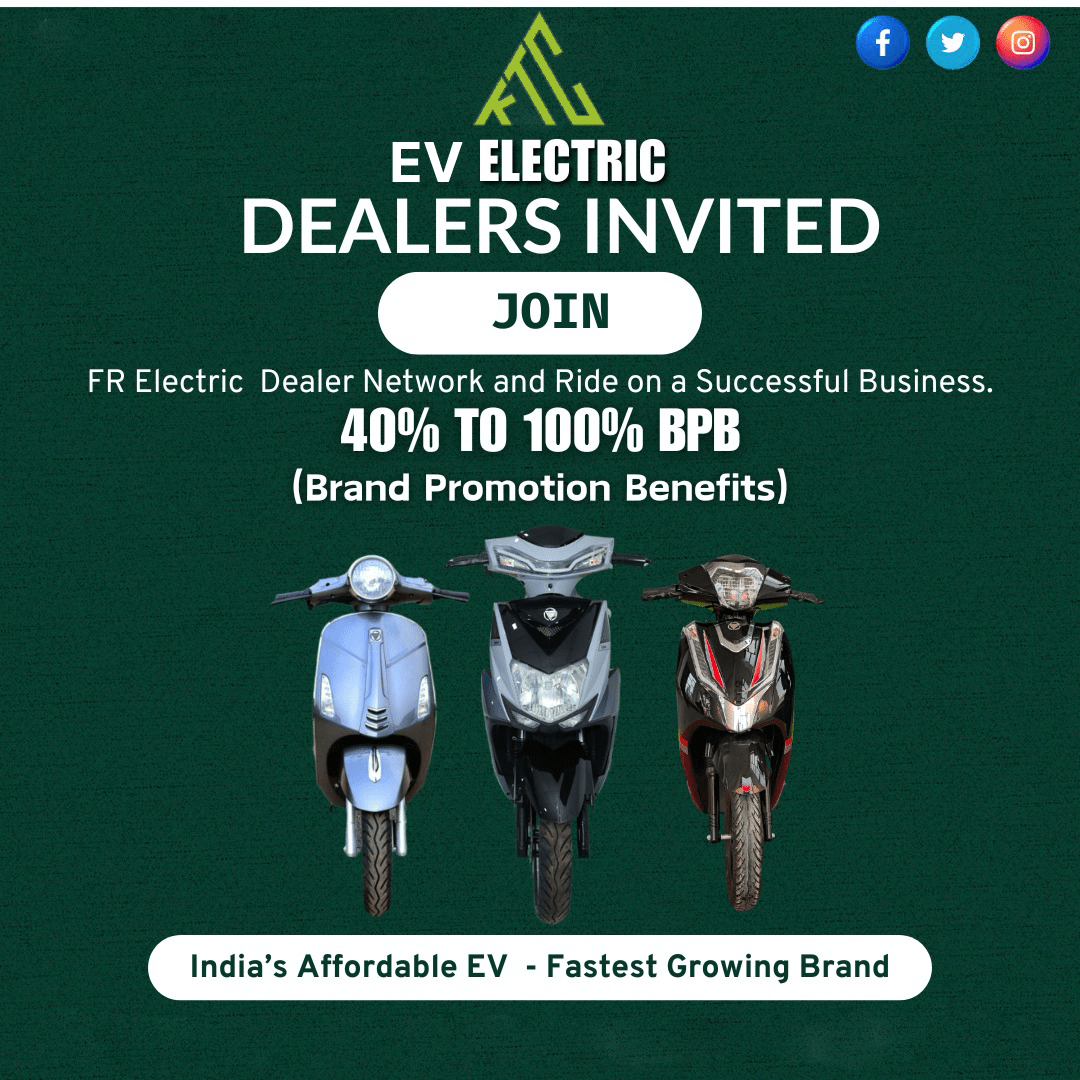 KTC
EV ELECTRIC
DEALERS INVITED
JOIN
FR Electric Dealer Network and Ride on a Successful Business.
40% TO 100% BPB
(Brand Promotion Benefits)
India's Affordable EV - Fastest Growing Brand